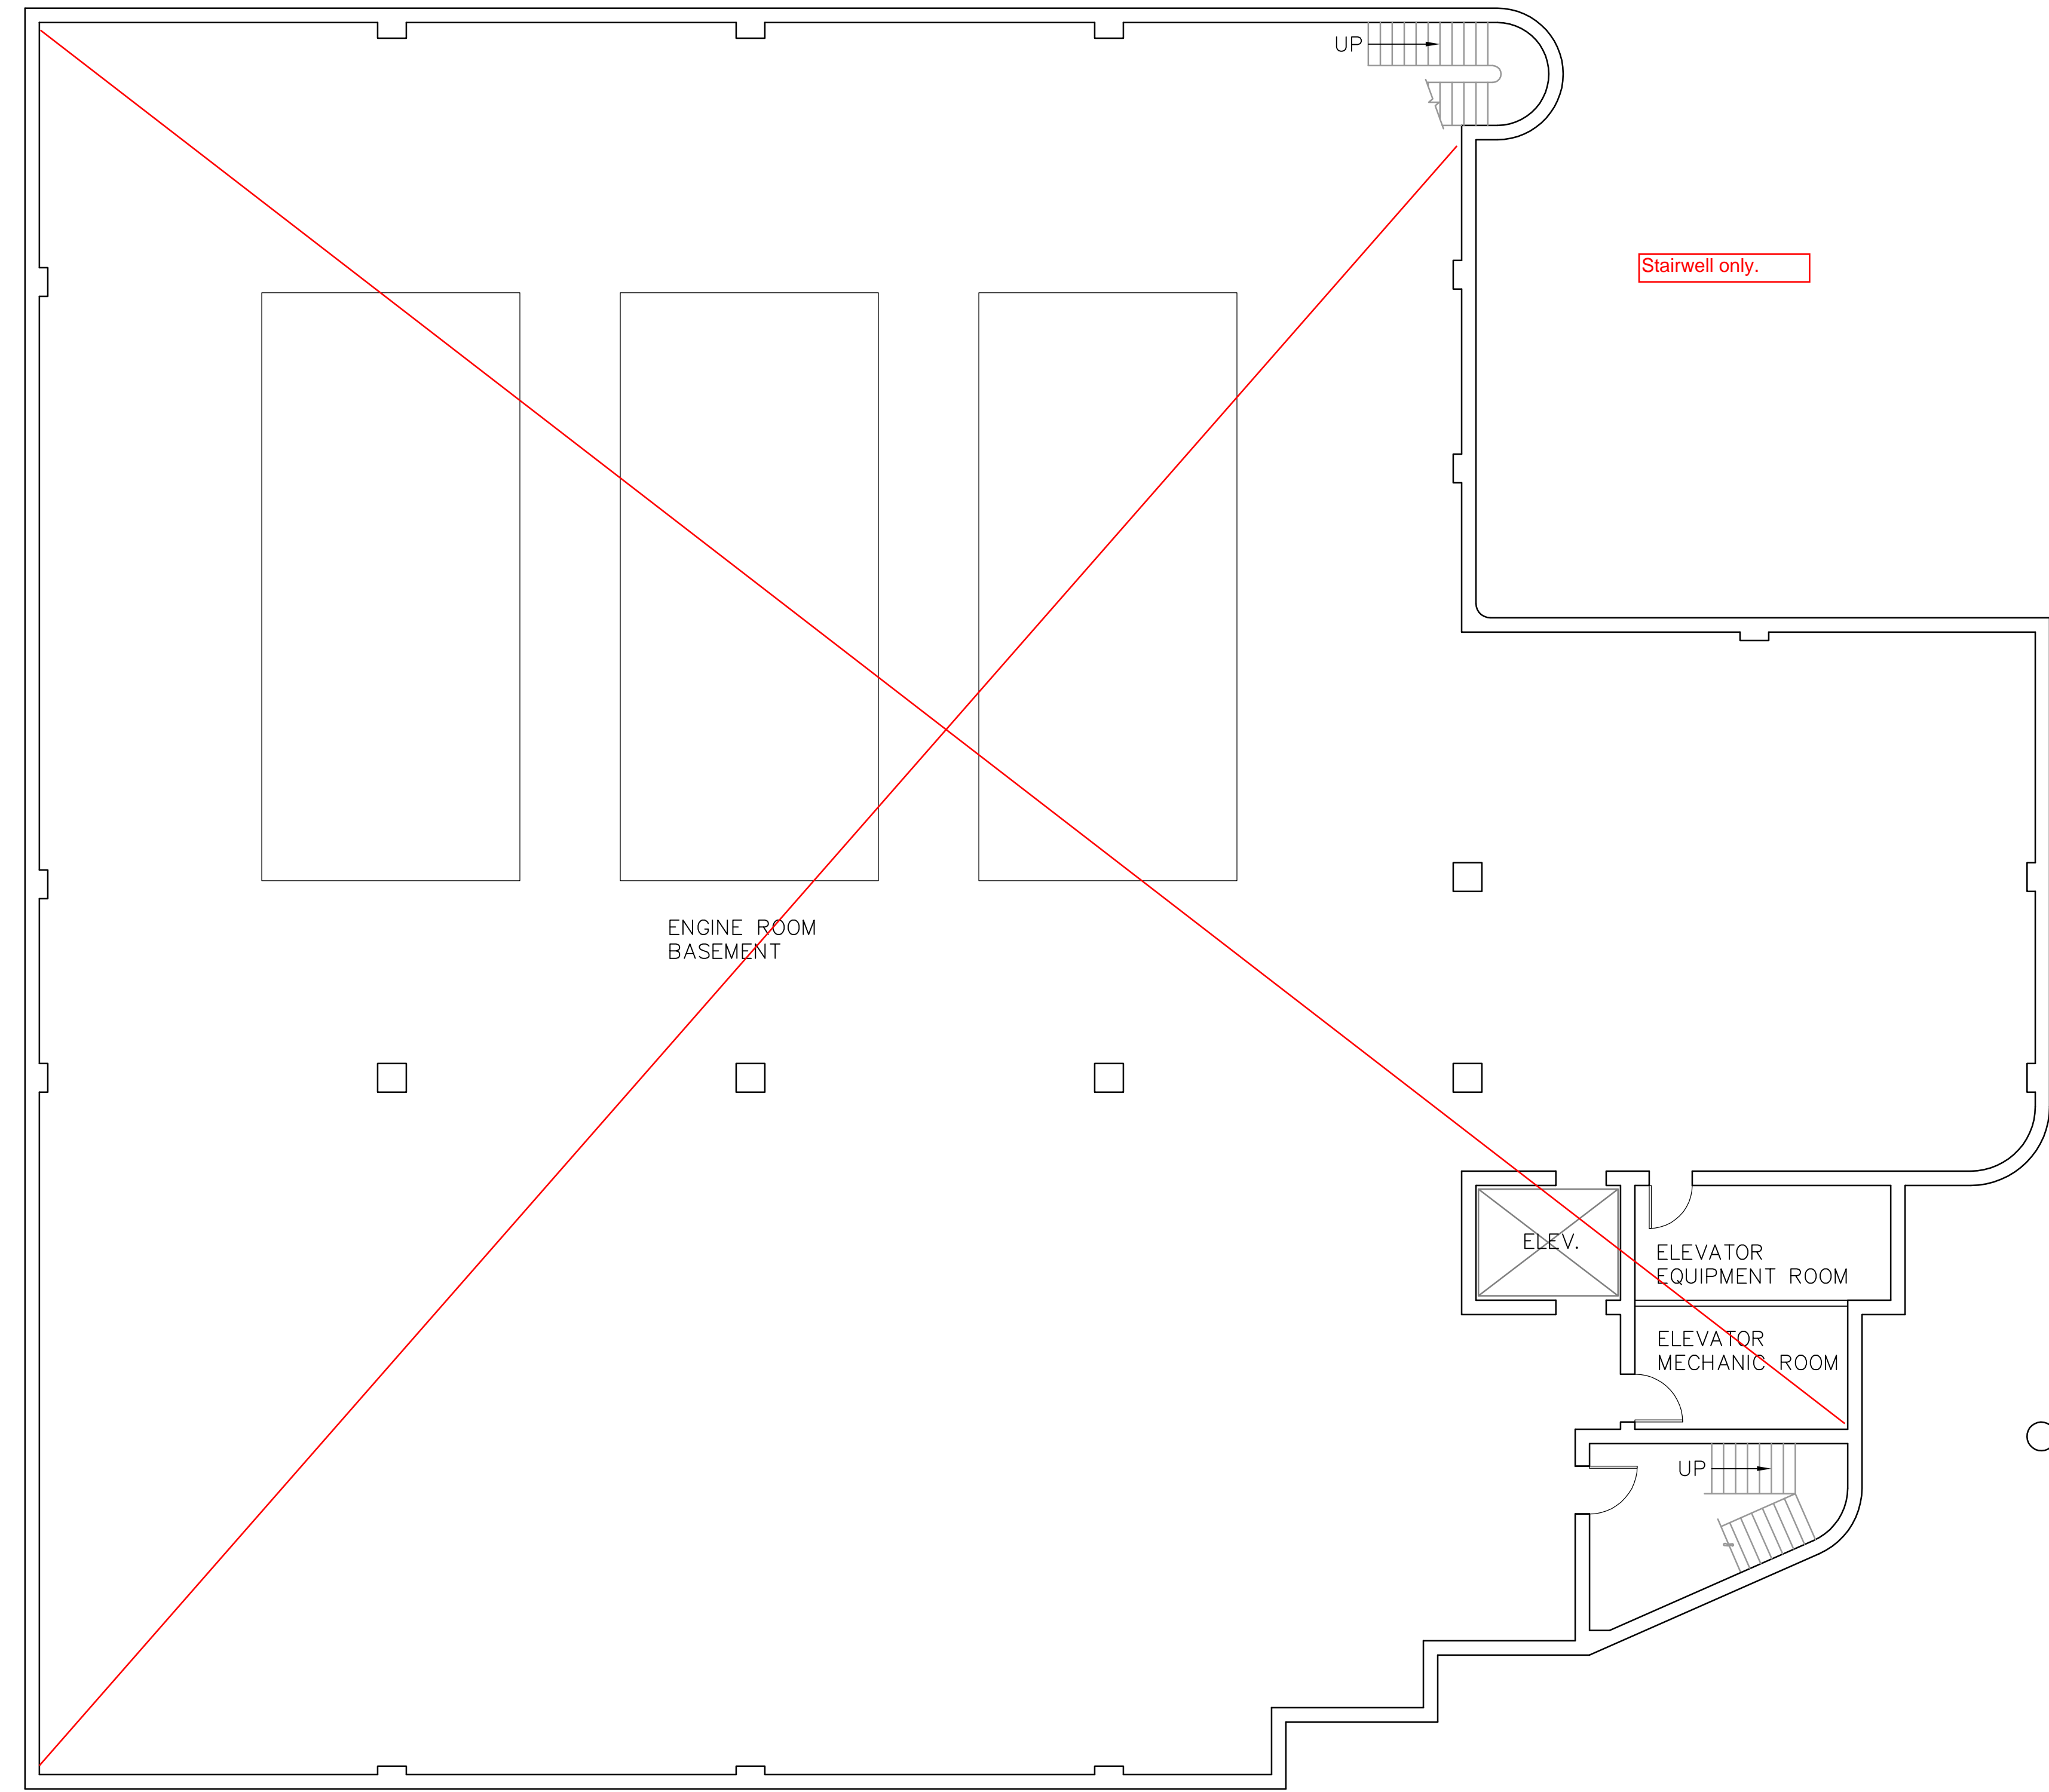 UP
Stairwell only.
ENGINE ROOM
BASEMENT
ELEV.
ELEVATOR
EQUIPMENT ROOM
ELEVATOR
MECHANIC ROOM
UP